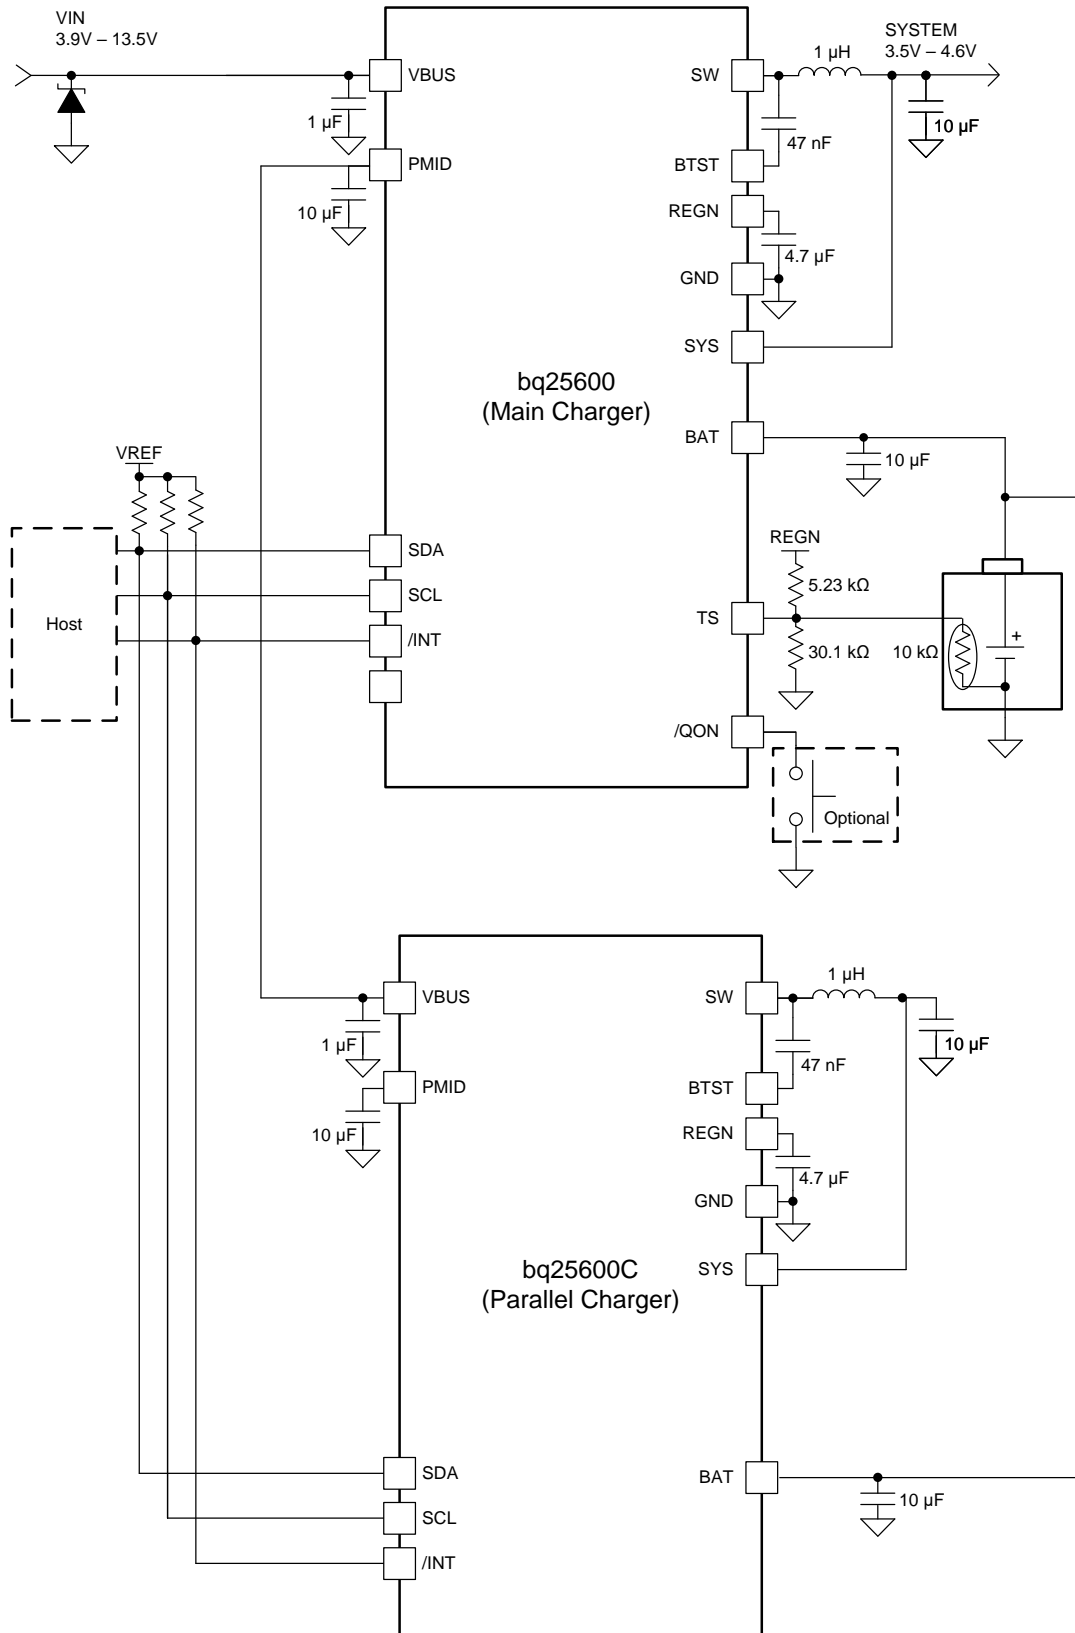 VIN
3.9V – 13.5V
VBUS
1 µF
PMID
10 µF
SW
1 µH
SYSTEM
3.5V – 4.6V
10 µF
47 nF
BTST
REGN
4.7 µF
GND
SYS
bq25600
(Main Charger)
BAT
10 µF
VREF
Host
SDA
SCL
/INT
REGN
5.23 kΩ
TS
30.1 kΩ
10 kΩ
+
/QON
Optional
VBUS
1 µF
PMID
10 µF
SW
1 µH
10 µF
47 nF
BTST
REGN
4.7 µF
GND
SYS
bq25600C
(Parallel Charger)
SDA
SCL
/INT
BAT
10 µF